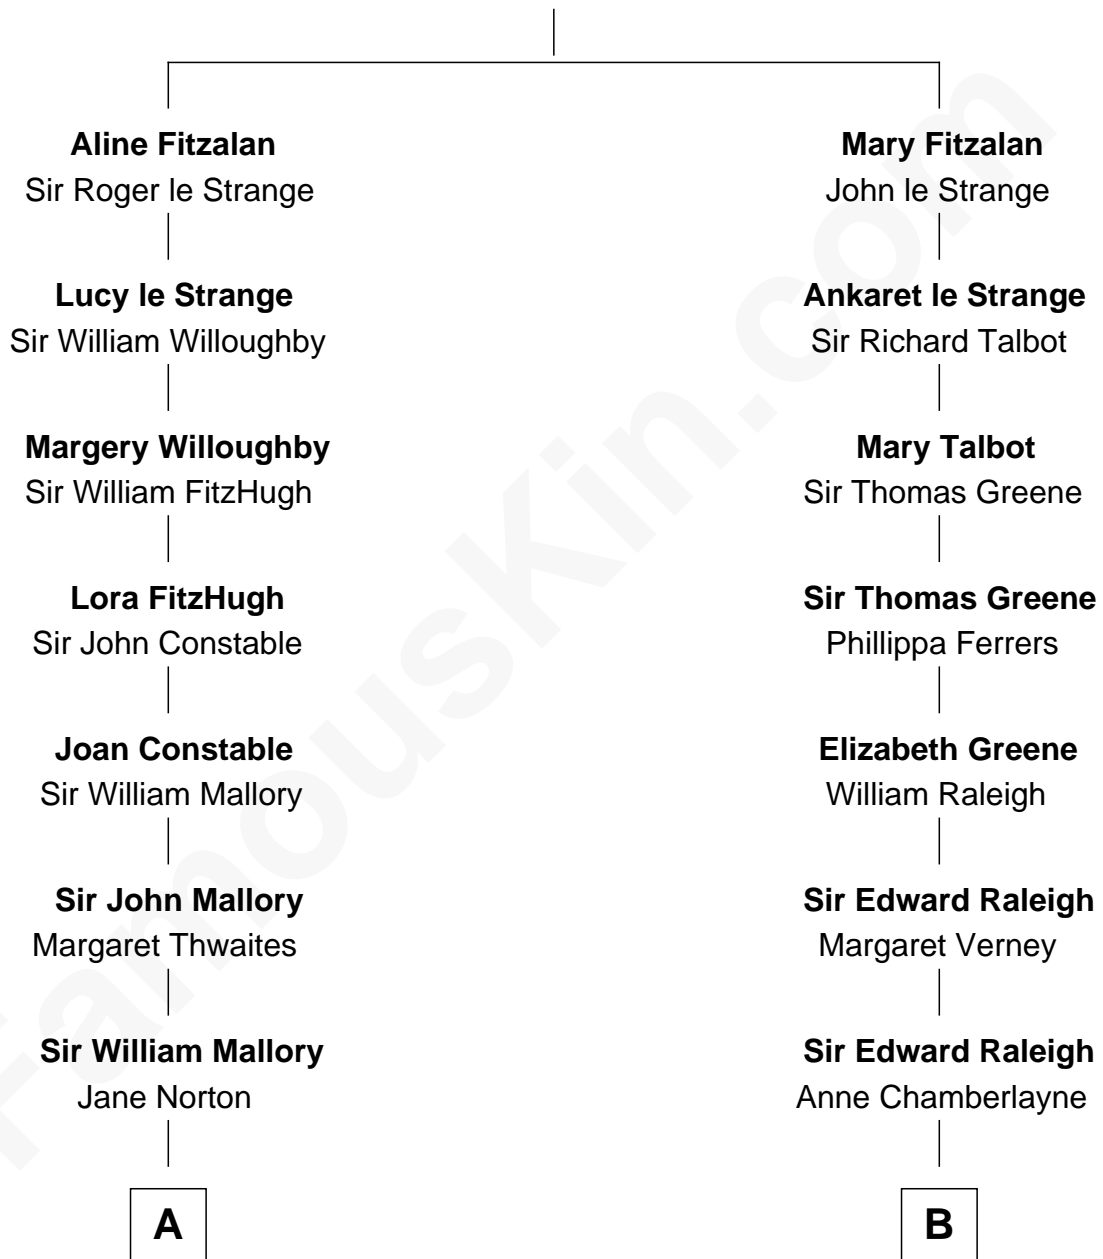 Aline Fitzalan
Sir Roger le Strange
Lucy le Strange
Sir William Willoughby
Margery Willoughby
Sir William FitzHugh
Lora FitzHugh
Sir John Constable
Joan Constable
Sir William Mallory
Sir John Mallory
Margaret Thwaites
Sir William Mallory
Jane Norton
A
Mary Fitzalan
John le Strange
Ankaret le Strange
Sir Richard Talbot
Mary Talbot
Sir Thomas Greene
Sir Thomas Greene
Phillippa Ferrers
Elizabeth Greene
William Raleigh
Sir Edward Raleigh
Margaret Verney
Sir Edward Raleigh
Anne Chamberlayne
B
FamousKin.com